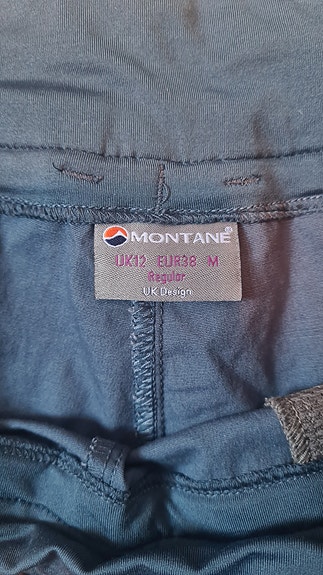 MONTANE®
UK12 EUR38 M
Regular
UK Design